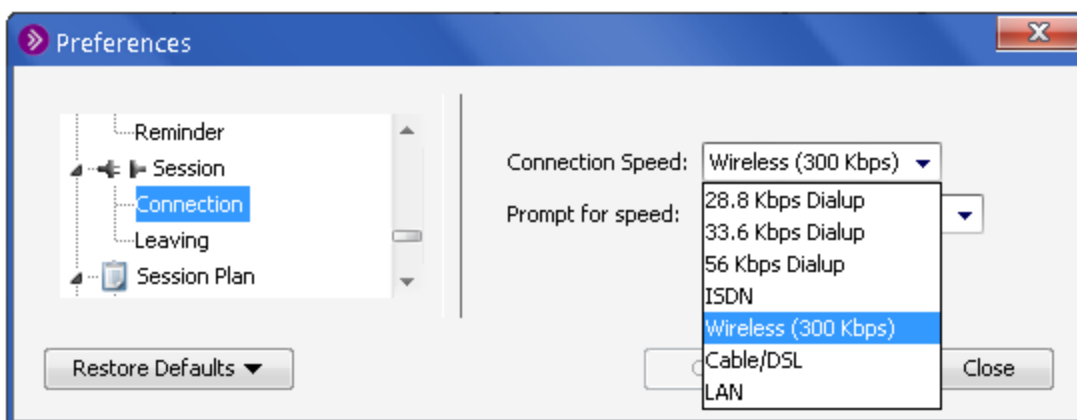 Preferences
Reminder
Session
Connection
Leaving
Session Plan
Restore Defaults
Connection Speed: Wireless (300 Kbps)
Prompt for speed:
28.8 Kbps Dialup
33.6 Kbps Dialup
56 Kbps Dialup
ISDN
Wireless (300 Kbps)
Cable/DSL
LAN
Close